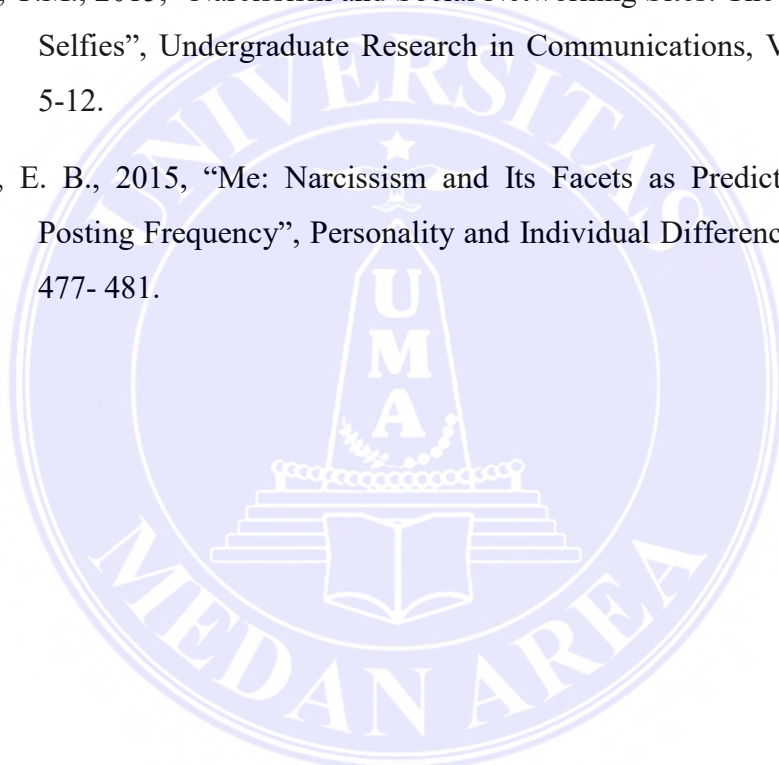 Selfies”, Undergraduate Research in Communications, V
5-12.
, E. B., 2015, “Me: Narcissism and Its Facets as Predict
Posting Frequency”, Personality and Individual Differenc
477- 481.
UNIVERSITAS
UMA
MEDAN AREA